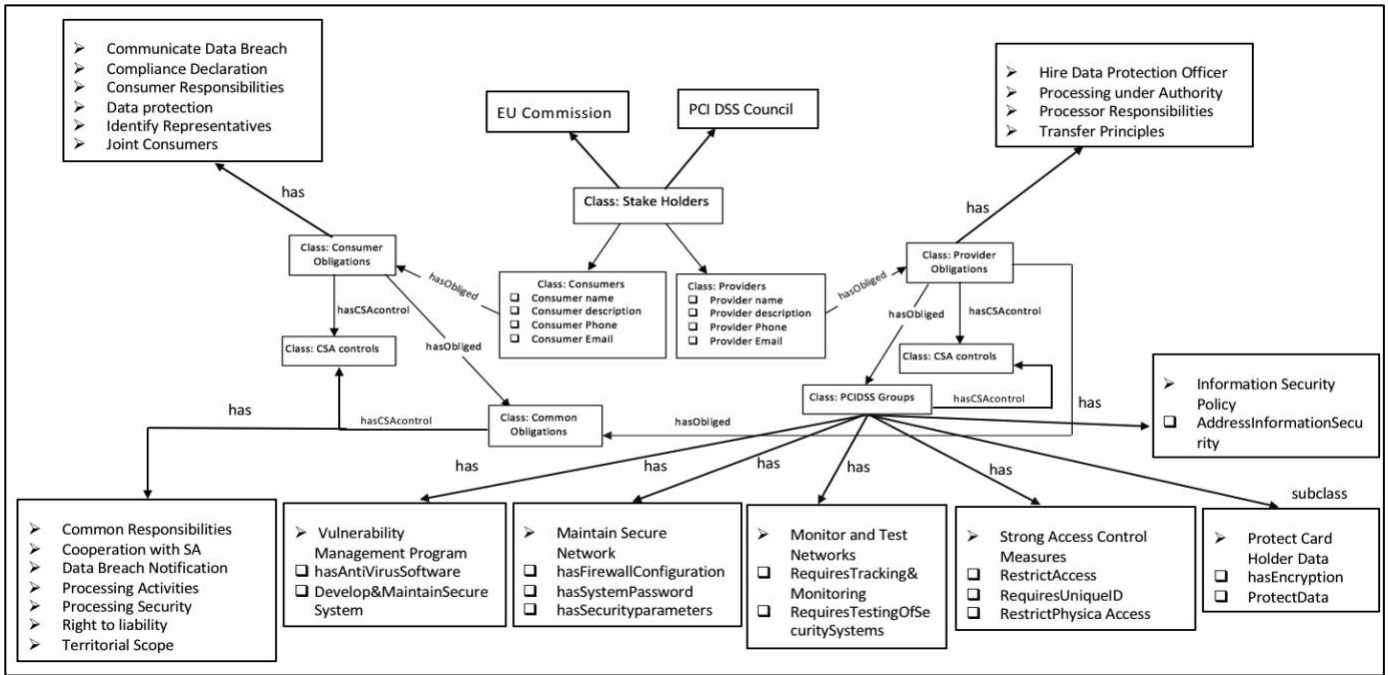 Communicate Data Breach
Compliance Declaration
Consumer Responsibilities
Data protection
Identify Representatives
Joint Consumers
EU Commission
PCI DSS Council
Hire Data Protection Officer
Processing under Authority
Processor Responsibilities
Transfer Principles
has
Class: Stake Holders
has
Class: Consumer
Obligations
Class: Provider
Obligations
hasObliged
Class: Consumers
Consumer name
Consumer description
Consumer Phone
Consumer Email
Class: Providers
Provider name
Provider description
Provider Phone
Provider Email
hasObliged
hasCSAcontrol
hasObliged
hasObliged
hasCSAcontrol
Class: CSA controls
Class: CSA controls
Class: PCIDSS Groups
hasCSAcontrol
has
Information Security
Policy
AddressInformationSecu
rity
has
hasCSAcontrol
Class: Common
Obligations
hasObliged
has
has
has
has
has
subclass
Common Responsibilities
Cooperation with SA
Data Breach Notification
Processing Activities
Processing Security
Right to liability
Territorial Scope
Vulnerability
Management Program
hasAntiVirusSoftware
Develop&MaintainSecure
System
Maintain Secure
Network
hasFirewallConfiguration
hasSystemPassword
hasSecurityparameters
Monitor and Test
Networks
RequiresTracking&
Monitoring
RequiresTestingOfSe
curitySystems
Strong Access Control
Measures
RestrictAccess
RequiresUniqueID
RestrictPhysica Access
Protect Card
Holder Data
hasEncryption
ProtectData